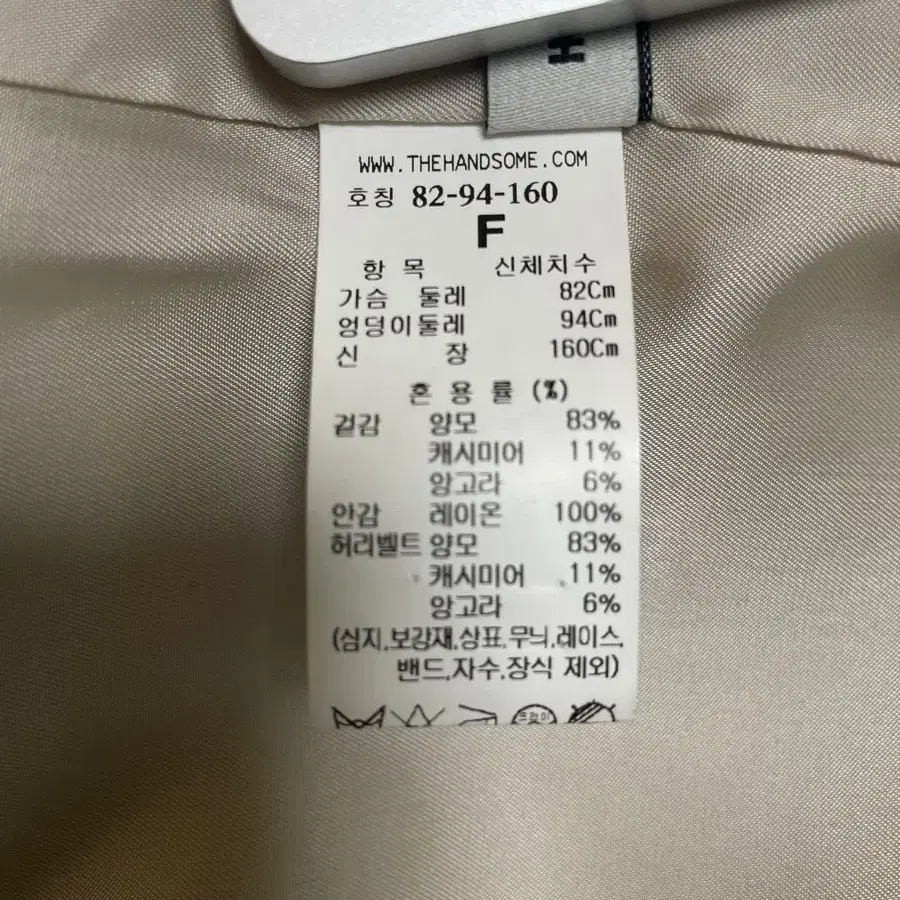 H
WWW.THEHANDSOME.COM
호칭 82-94-160
F
항 목 신체치수
가슴 둘레 82Cm
엉덩이둘레 94Cm
신 장 160Cm
혼 용 률 (%)
겉감 양모 83%
캐시미어 11%
앙고라 6%
안감 레이온 100%
허리벨트 양모 83%
캐시미어 11%
앙고라 6%
(심지,보강재,상표,무늬,레이스,
밴드,자수,장식 제외)
드라이